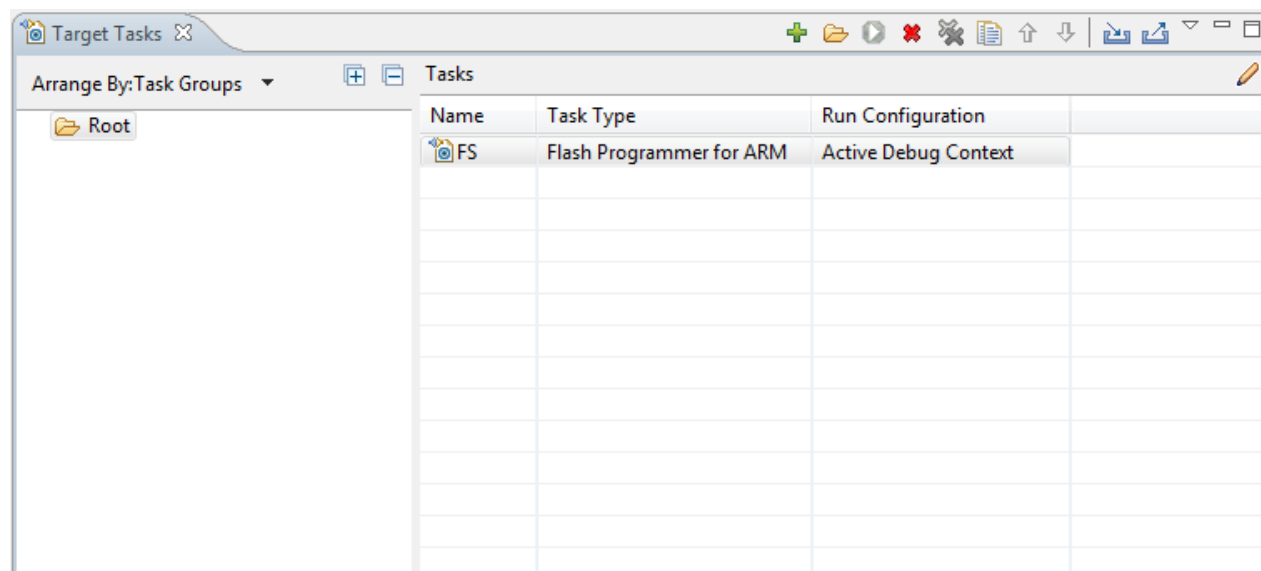 Target Tasks
Arrange By:Task Groups
Root
Tasks
Name Task Type Run Configuration
FS Flash Programmer for ARM Active Debug Context